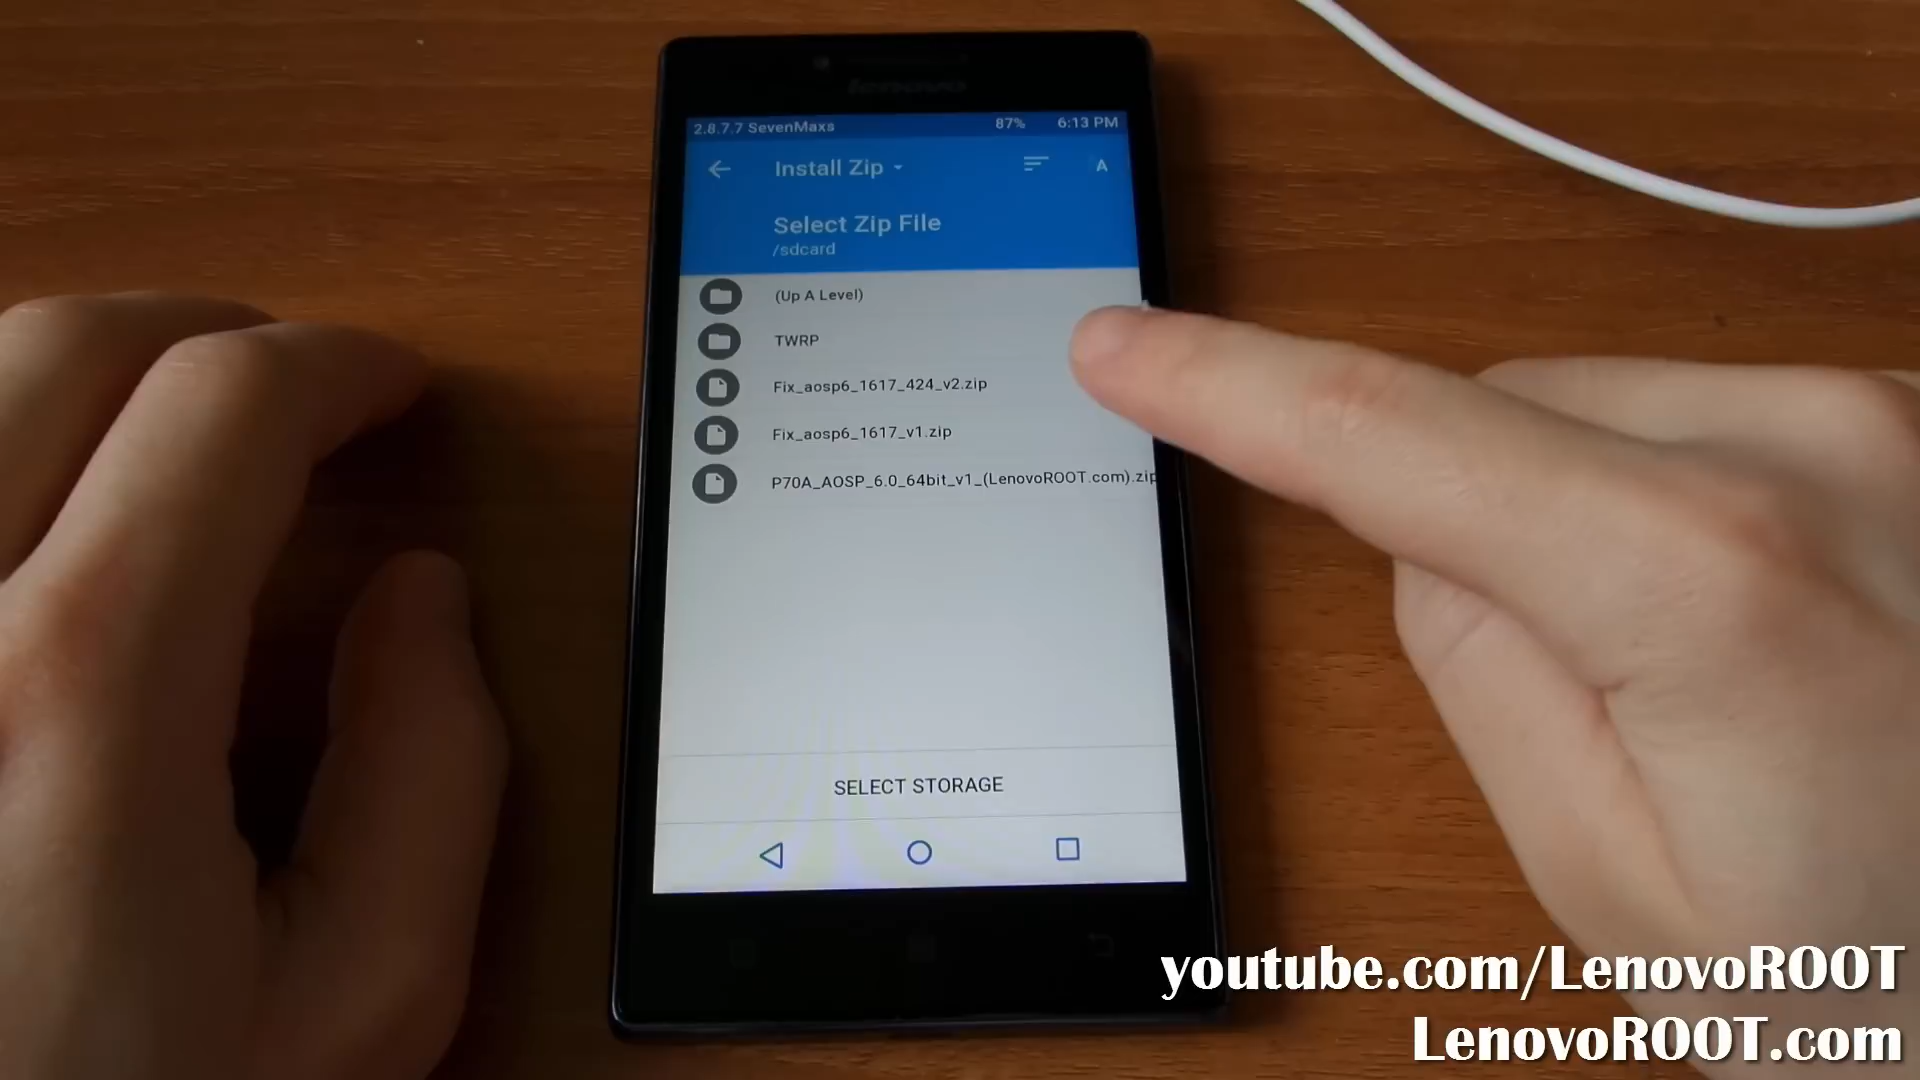 lenovo
2.8.7.7 SevenMaxs 87% 6:13 PM
Install Zip A
Select Zip File
/sdcard
(Up A Level)
TWRP
Fix_aosp6_1617_424_v2.zip
Fix_aosp6_1617_v1.zip
P70A_AOSP_6.0_64bit_v1_(LenovoROOT.com).zip
SELECT STORAGE
youtube.com/LenovoROOT
LenovoROOT.com